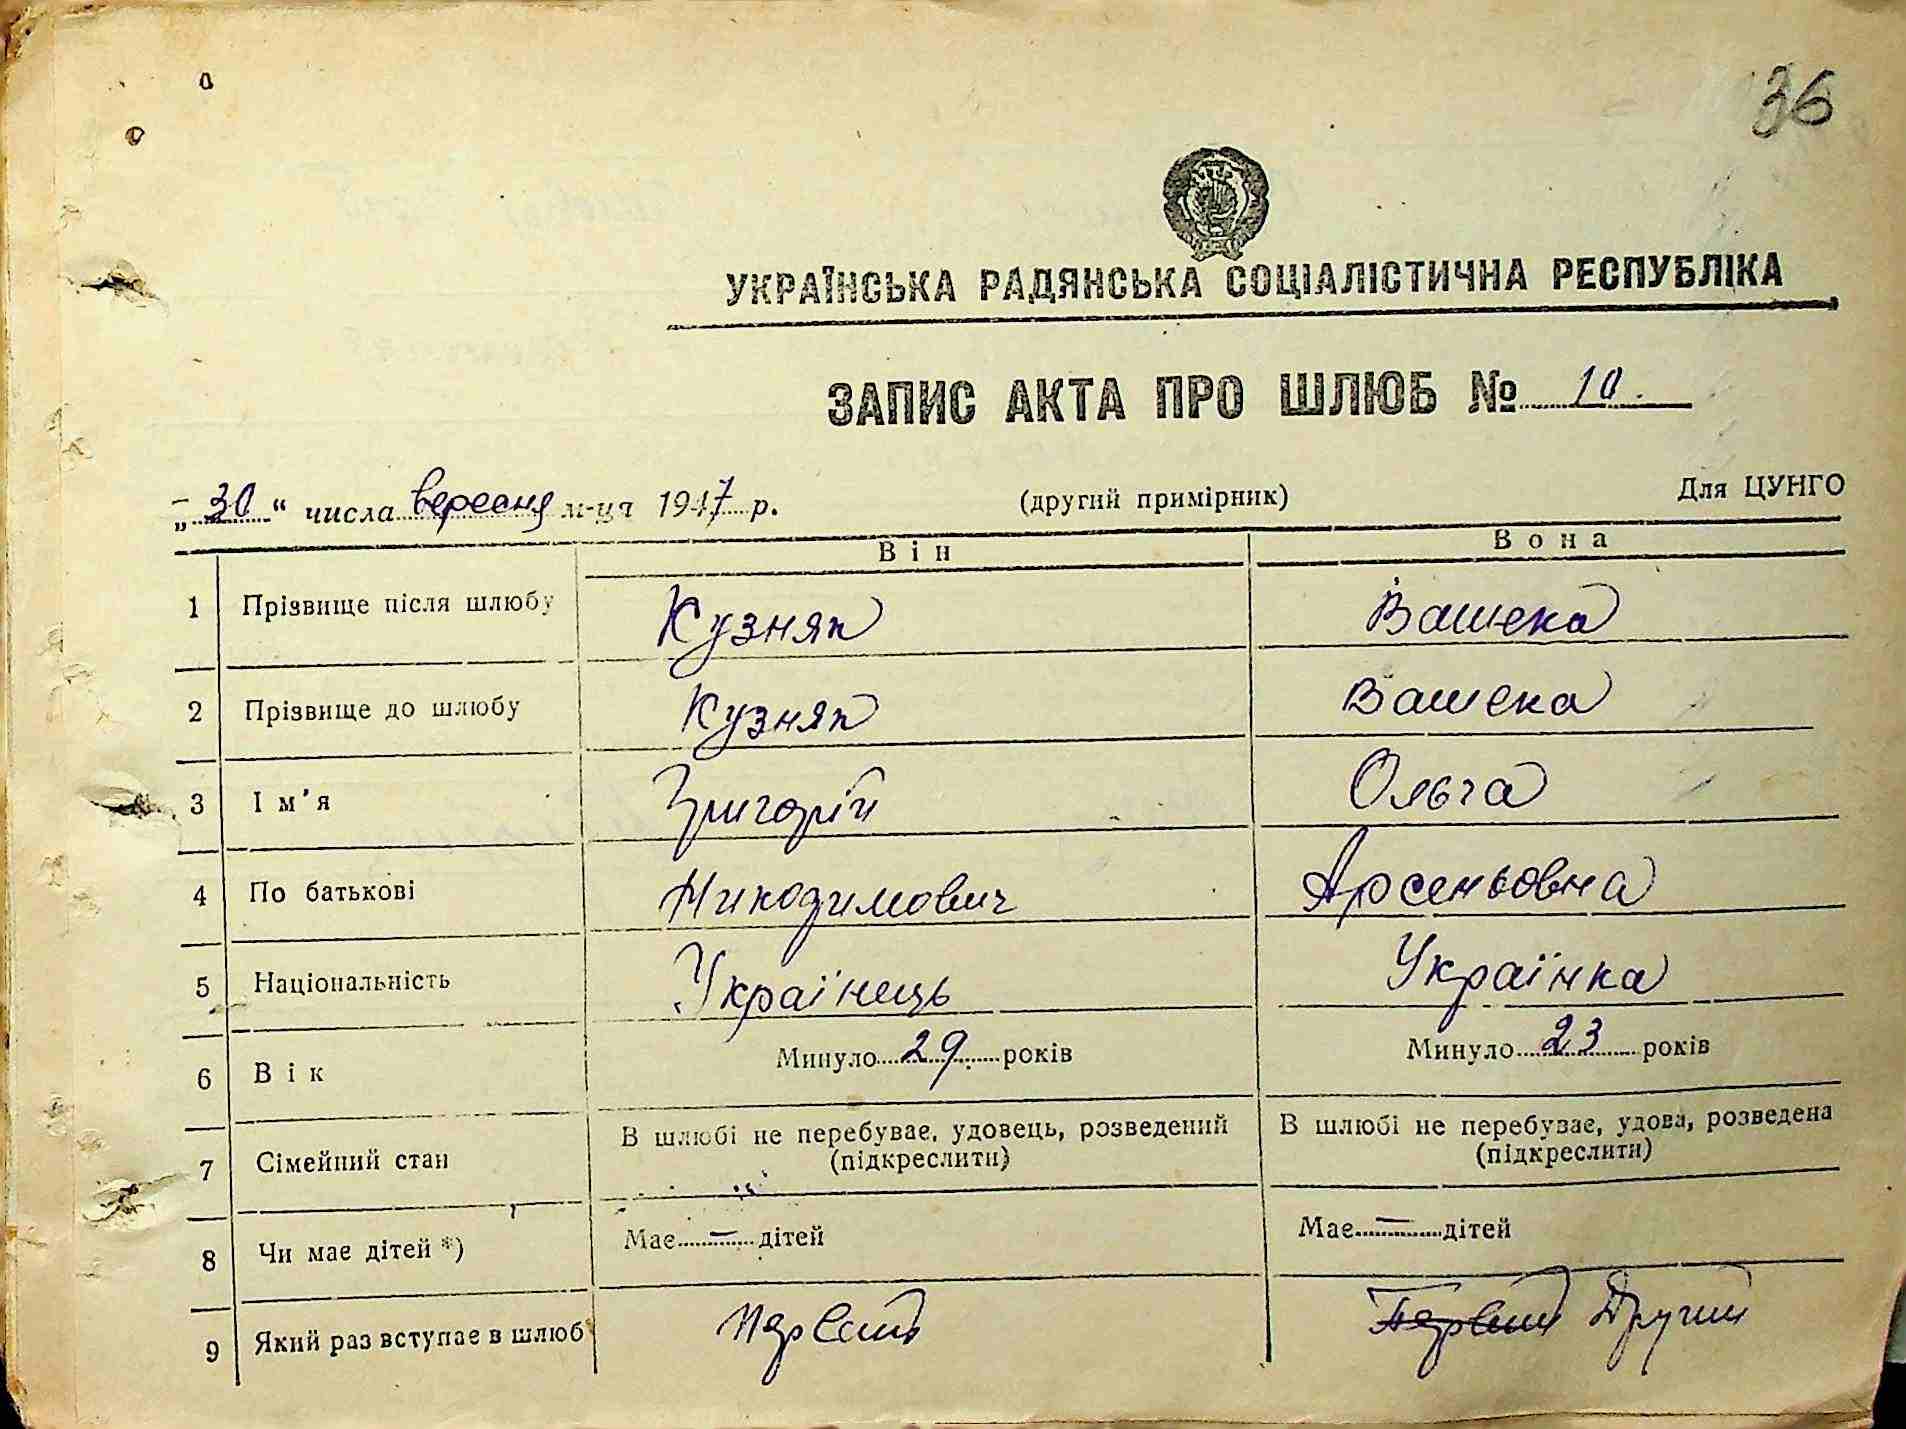 36
УКРАЇНСЬКА РАДЯНСЬКА СОЦІАЛІСТИЧНА РЕСПУБЛІКА
ЗАПИС АКТА ПРО ШЛЮБ № 10.
„30“ числа вересня м-ця 1947 р. (другий примірник) Для ЦУНГО
Він Вона
1 Прізвище після шлюбу Кузняк Вашека
2 Прізвище до шлюбу Кузняк Вашека
3 Ім'я Григорій Ольга
4 По батькові Никодимович Арсеньовна
5 Національність Українець Українка
6 Вік Минуло 29 років Минуло 23 років
7 Сімейний стан В шлюбі не перебуває, удовець, розведений В шлюбі не перебуває, удова, розведена
(підкреслити) (підкреслити)
8 Чи має дітей *) Має — дітей Має — дітей
9 Який раз вступає в шлюб Первий Первий Другий